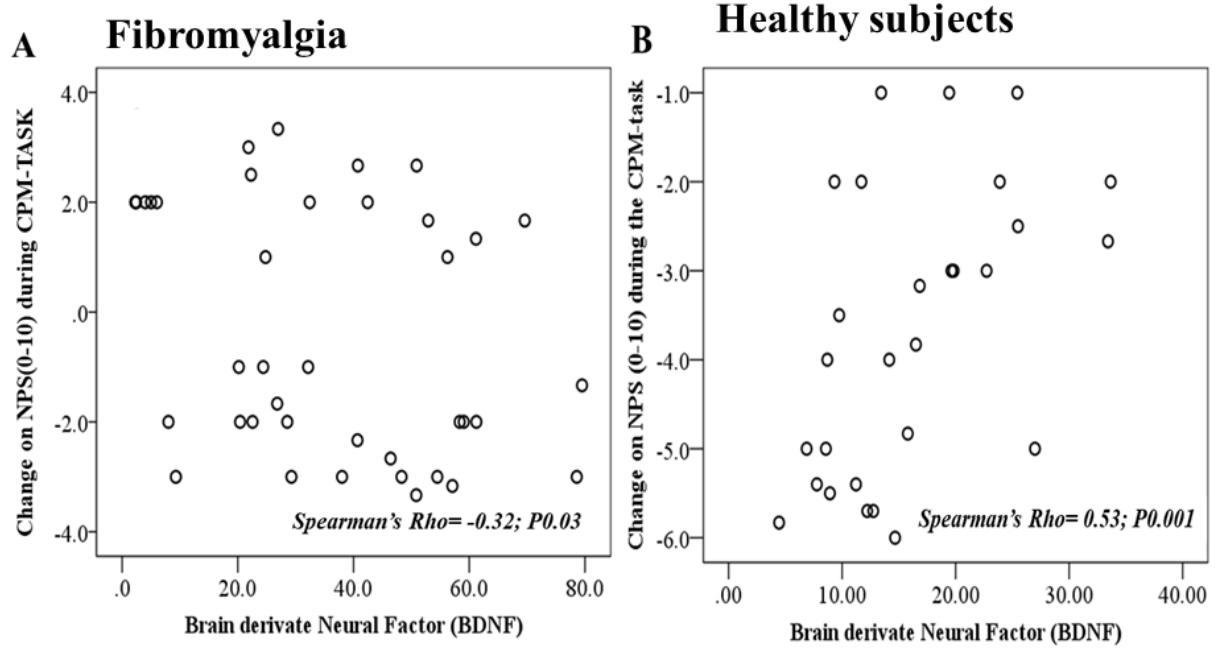 A
Fibromyalgia
Change on NPS(0-10) during CPM-TASK
4.0
2.0
.0
-2.0
-4.0
Spearman's Rho= -0.32; P0.03
.0 20.0 40.0 60.0 80.0
Brain derivate Neural Factor (BDNF)
B
Healthy subjects
Change on NPS (0-10) during the CPM-task
-1.0
-2.0
-3.0
-4.0
-5.0
-6.0
Spearman's Rho= 0.53; P0.001
.00 10.00 20.00 30.00 40.00
Brain derivate Neural Factor (BDNF)